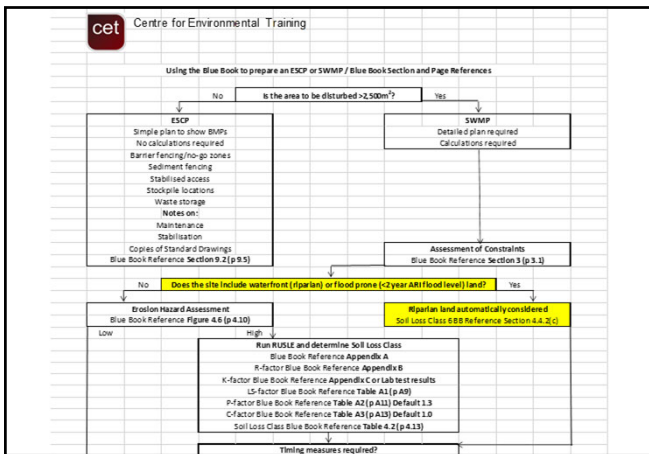 cet Centre for Environmental Training
Using the Blue Book to prepare an ESCP or SWMP / Blue Book Section and Page References
No Is the area to be disturbed >2,500m²? Yes
ESCP
Simple plan to show BMPs
No calculations required
Barrier fencing/no-go zones
Sediment fencing
Stabilised access
Stockpile locations
Waste storage
Notes on:
Maintenance
Stabilisation
Copies of Standard Drawings
Blue Book Reference Section 9.2 (p 9.5)
SWMP
Detailed plan required
Calculations required
Assessment of Constraints
Blue Book Reference Section 3 (p 3.1)
No Does the site include waterfront (riparian) or flood prone (<2 year ARI flood level) land? Yes
Erosion Hazard Assessment
Blue Book Reference Figure 4.6 (p 4.10)
Riparian land automatically considered
Soil Loss Class 6 BB Reference Section 4.4.2(c)
Low High
Run RUSLE and determine Soil Loss Class
Blue Book Reference Appendix A
R-factor Blue Book Reference Appendix B
K-factor Blue Book Reference Appendix C or Lab test results
LS-factor Blue Book Reference Table A1 (p A9)
P-factor Blue Book Reference Table A2 (p A11) Default 1.3
C-factor Blue Book Reference Table A3 (p A13) Default 1.0
Soil Loss Class Blue Book Reference Table 4.2 (p 4.13)
Timing measures required?